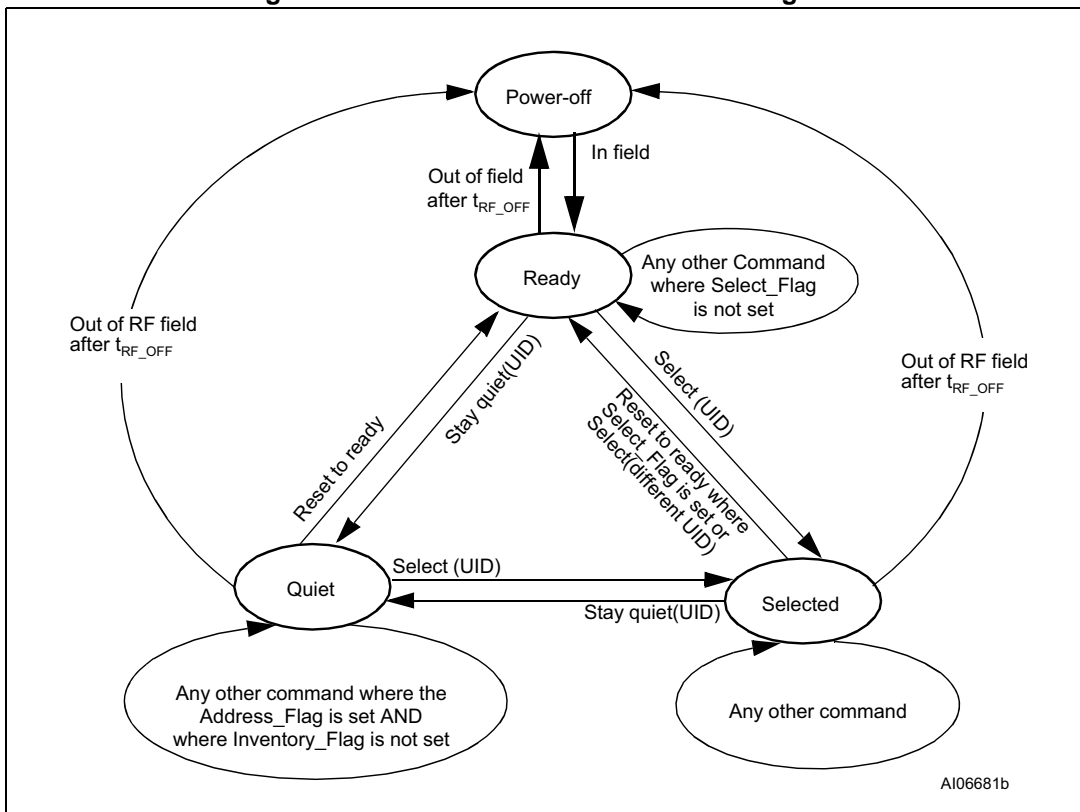 Power-off
In field
Out of field
after tRF_OFF
Ready
Any other Command
where Select_Flag
is not set
Out of RF field
after tRF_OFF
Out of RF field
after tRF_OFF
Reset to ready
Stay quiet(UID)
Select (UID)
Reset to ready where
Select_Flag is set or
Select(different UID)
Quiet
Select (UID)
Stay quiet(UID)
Selected
Any other command where the
Address_Flag is set AND
where Inventory_Flag is not set
Any other command
AI06681b